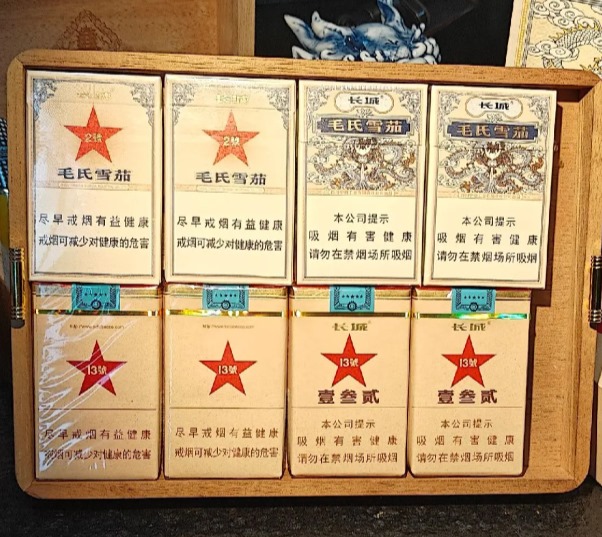 长城
2號
毛氏雪茄
尽早戒烟有益健康
戒烟可减少对健康的危害
长城
2號
毛氏雪茄
尽早戒烟有益健康
戒烟可减少对健康的危害
长城
毛氏雪茄
本公司提示
吸烟有害健康
请勿在禁烟场所吸烟
长城
毛氏雪茄
本公司提示
吸烟有害健康
请勿在禁烟场所吸烟
13號
尽早戒烟有益健康
戒烟可减少对健康的危害
13號
尽早戒烟有益健康
戒烟可减少对健康的危害
长城
13號
壹叁贰
本公司提示
吸烟有害健康
请勿在禁烟场所吸烟
长城
13號
壹叁贰
本公司提示
吸烟有害健康
请勿在禁烟场所吸烟